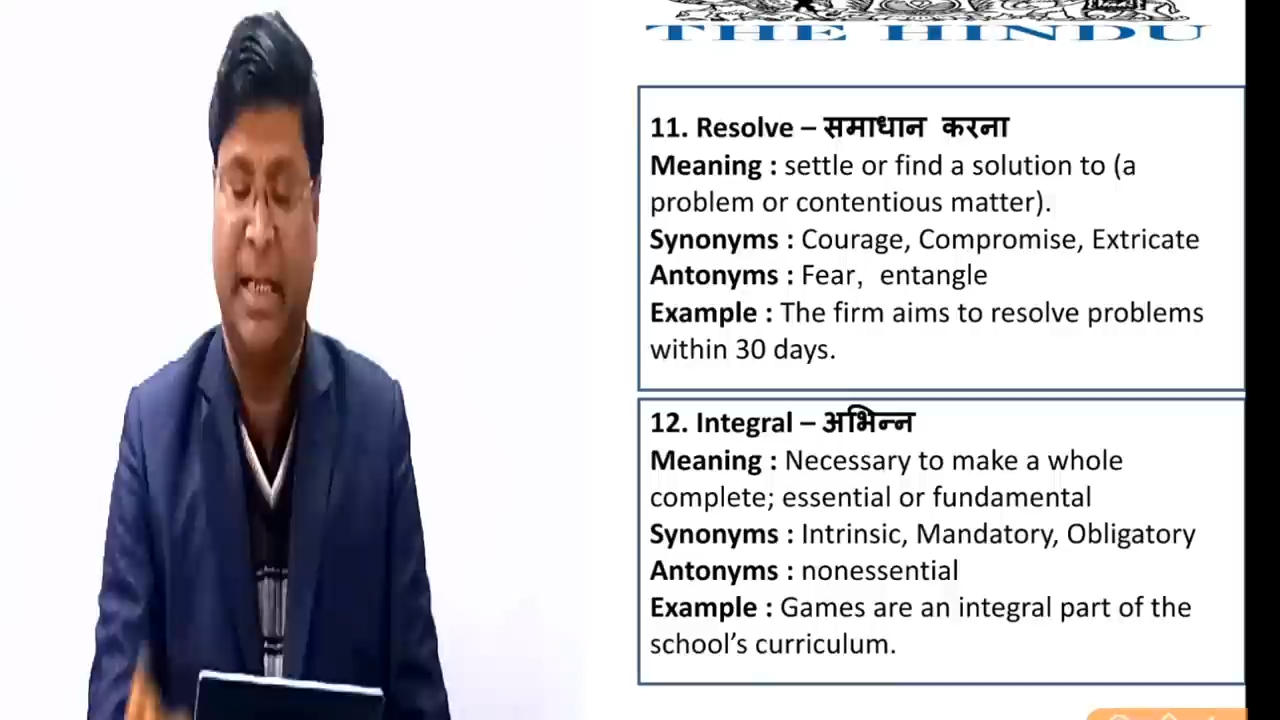 THE HINDU
11. Resolve – समाधान करना
Meaning : settle or find a solution to (a
problem or contentious matter).
Synonyms : Courage, Compromise, Extricate
Antonyms : Fear, entangle
Example : The firm aims to resolve problems
within 30 days.
12. Integral – अभिन्न
Meaning : Necessary to make a whole
complete; essential or fundamental
Synonyms : Intrinsic, Mandatory, Obligatory
Antonyms : nonessential
Example : Games are an integral part of the
school’s curriculum.